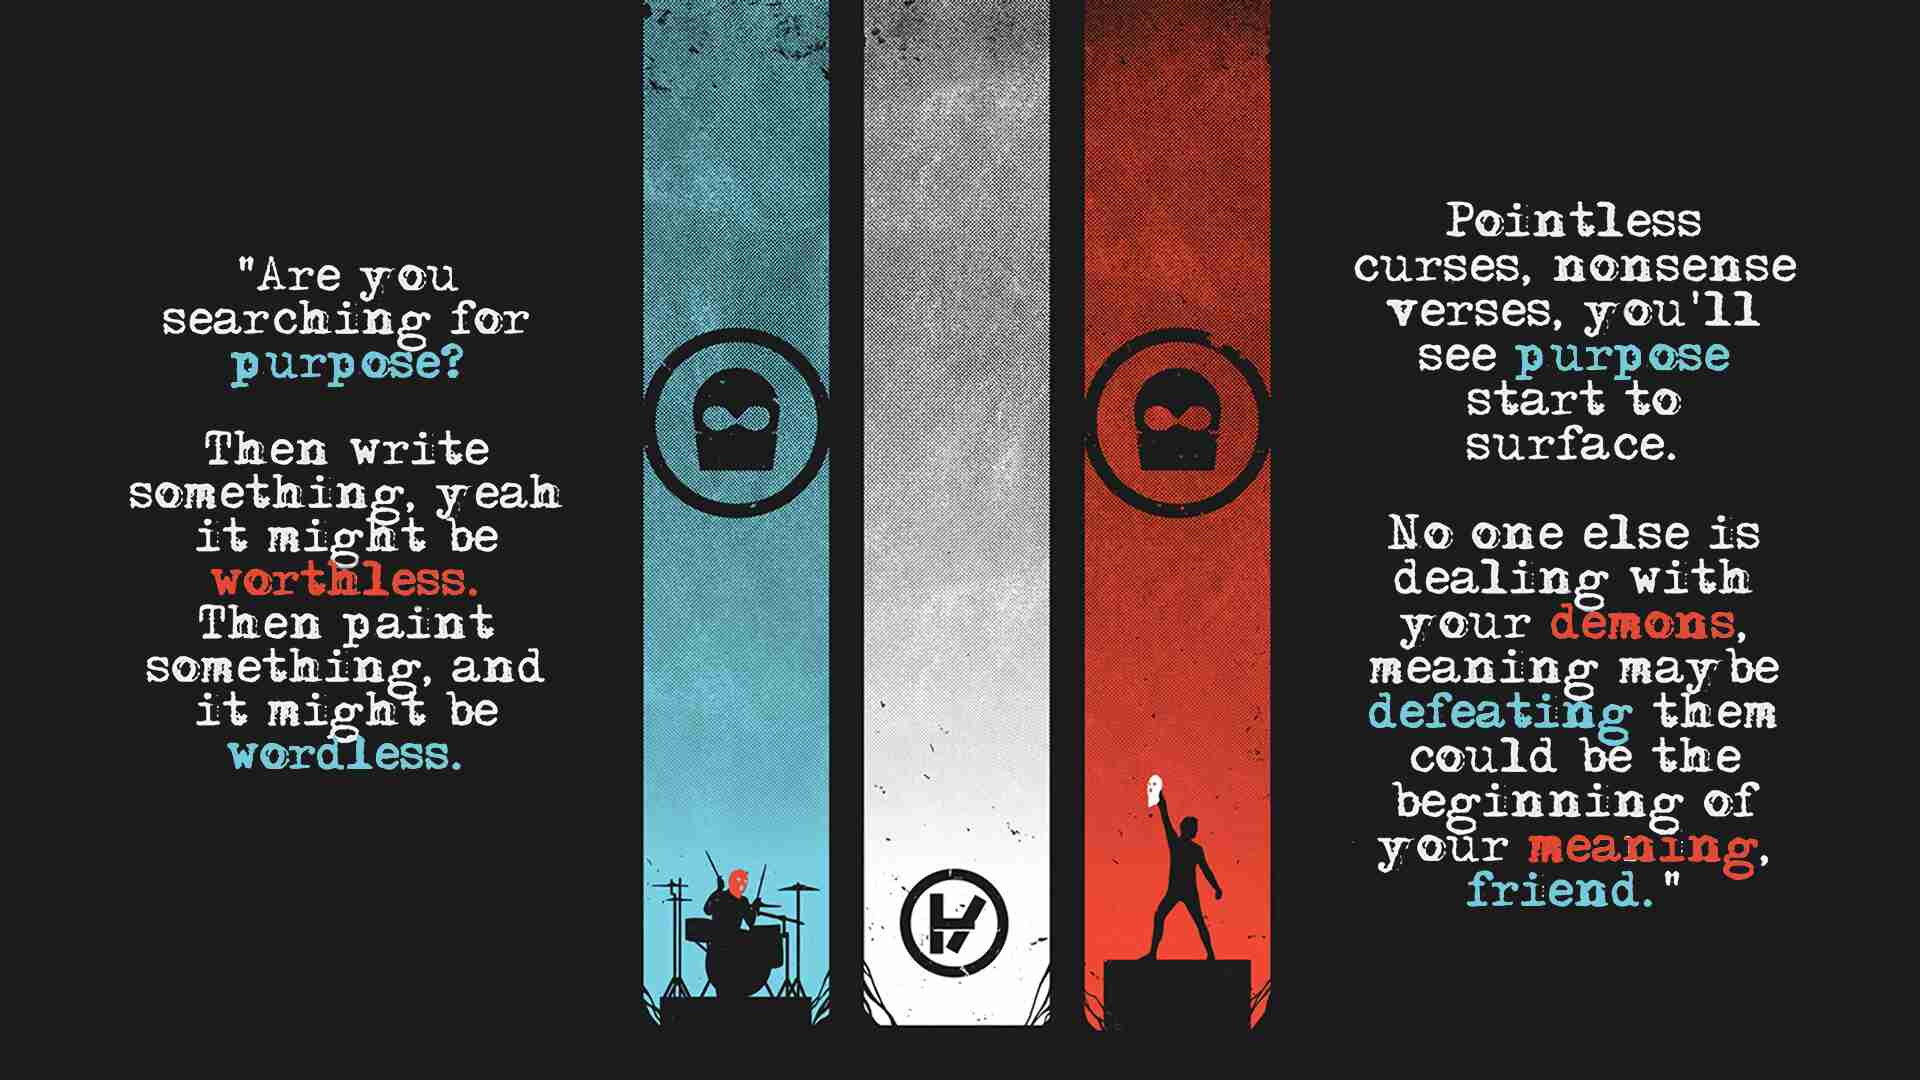 "Are you
searching for
purpose?
Then write
something, yeah
it might be
worthless.
Then paint
something, and
it might be
wordless.
Pointless
curses, nonsense
verses, you'll
see purpose
start to
surface.
No one else is
dealing with
your demons,
meaning maybe
defeating them
could be the
beginning of
your meaning,
friend."